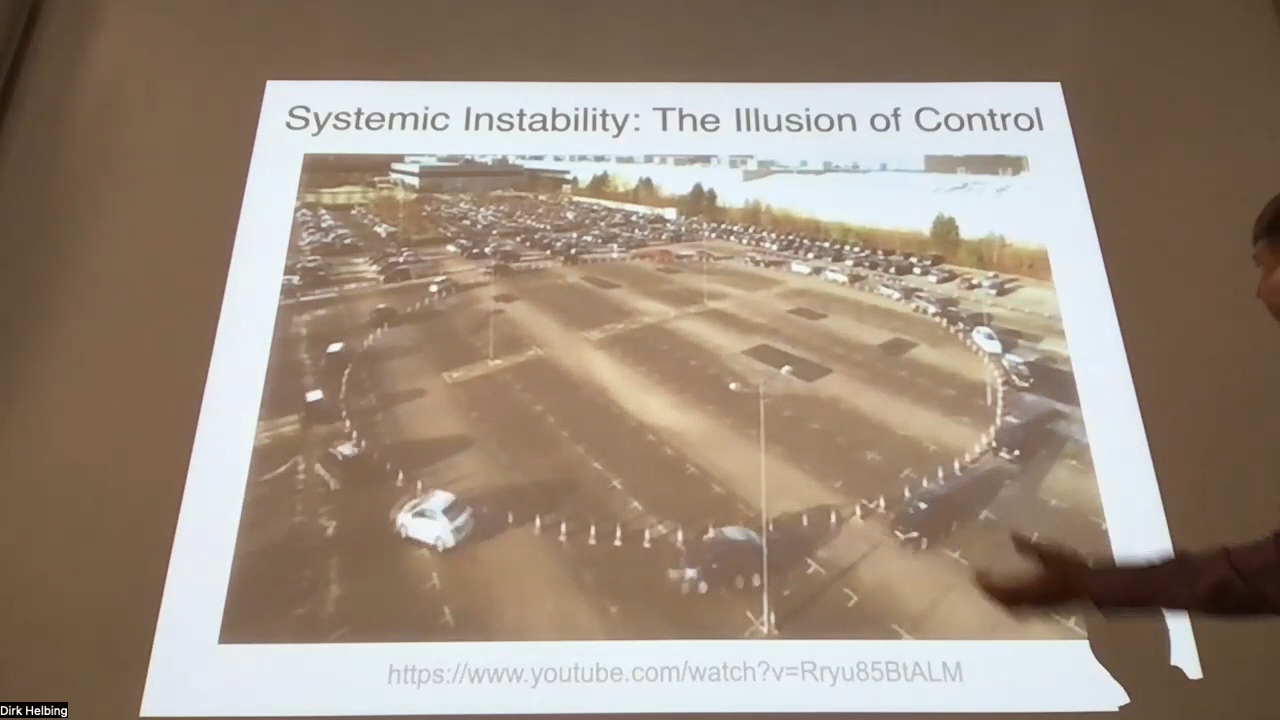 Systemic Instability: The Illusion of Control
https://www.youtube.com/watch?v=Rryu85BtALM
Dirk Helbing